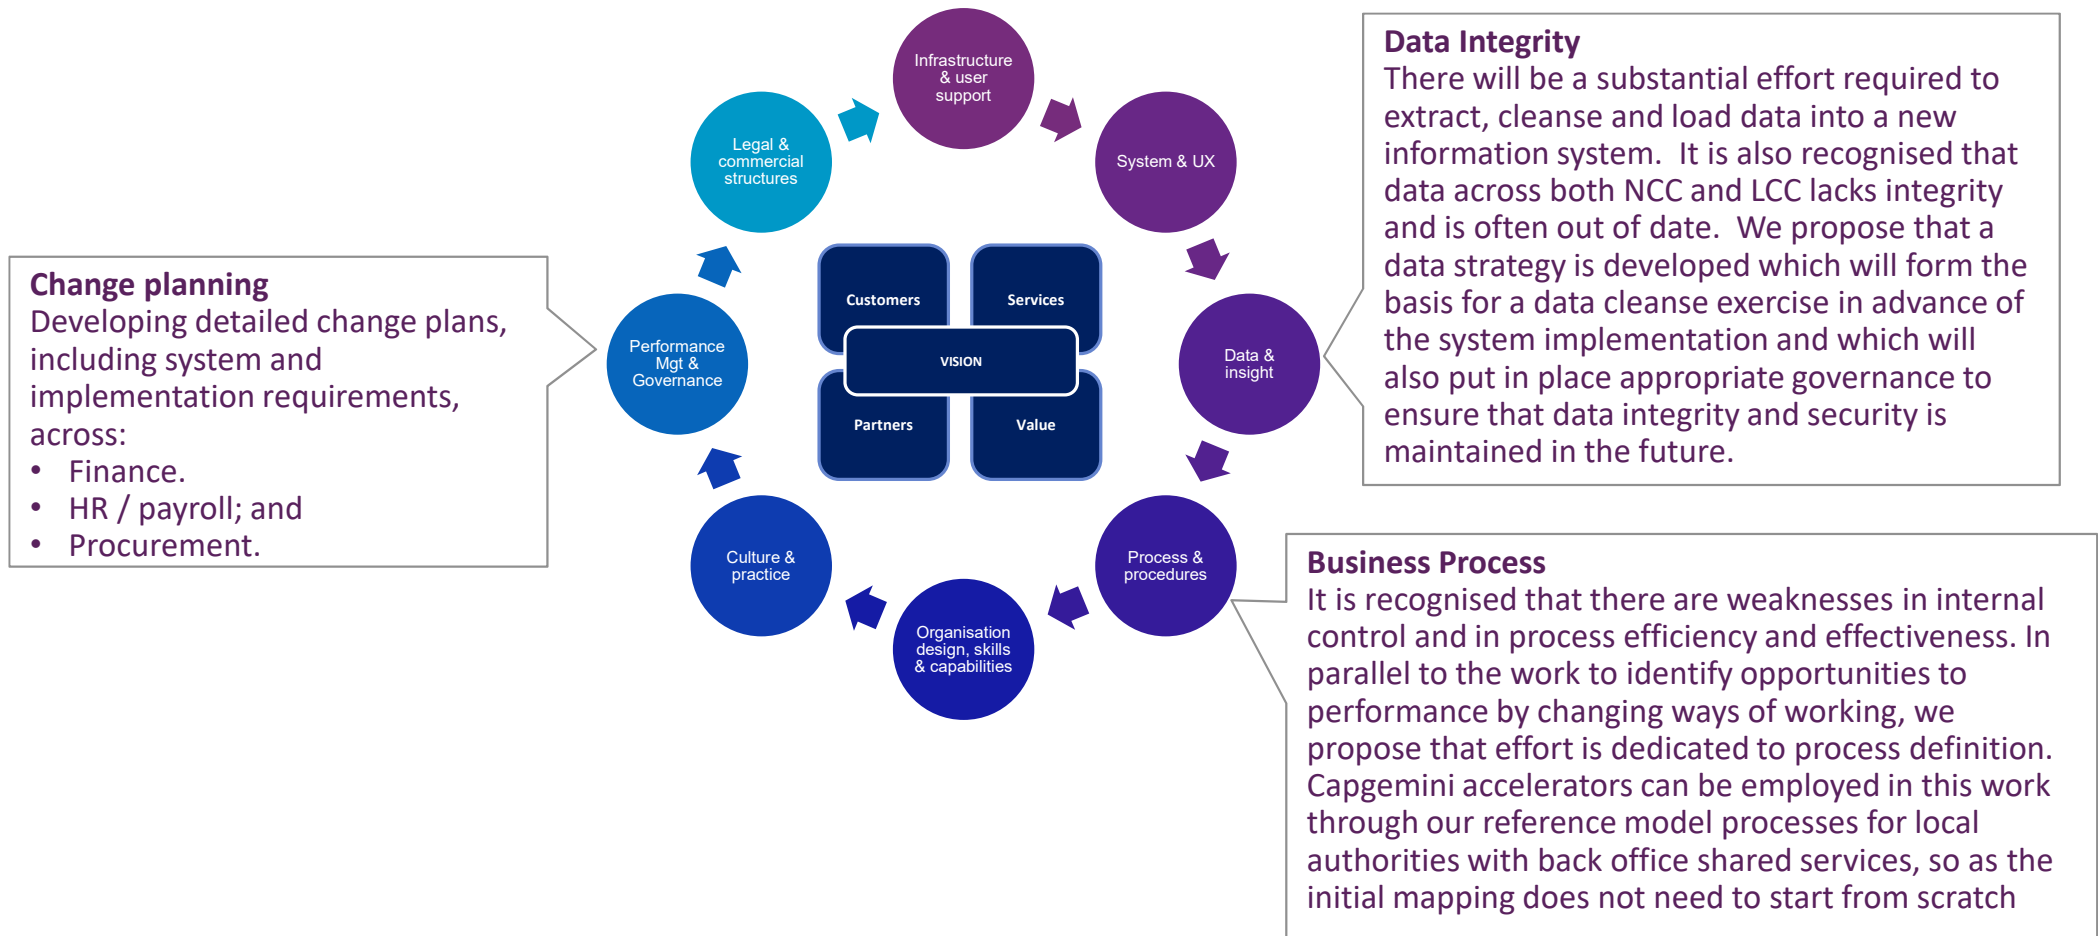 Infrastructure
& user
support
System & UX
Data &
insight
Process &
procedures
Organisation
design, skills
& capabilities
Culture &
practice
Performance
Mgt &
Governance
Legal &
commercial
structures
Customers
Services
VISION
Partners
Value
Change planning
Developing detailed change plans,
including system and
implementation requirements,
across:
• Finance.
• HR / payroll; and
• Procurement.
Data Integrity
There will be a substantial effort required to
extract, cleanse and load data into a new
information system.  It is also recognised that
data across both NCC and LCC lacks integrity
and is often out of date.  We propose that a
data strategy is developed which will form the
basis for a data cleanse exercise in advance of
the system implementation and which will
also put in place appropriate governance to
ensure that data integrity and security is
maintained in the future.
Business Process
It is recognised that there are weaknesses in internal
control and in process efficiency and effectiveness. In
parallel to the work to identify opportunities to
performance by changing ways of working, we
propose that effort is dedicated to process definition.
Capgemini accelerators can be employed in this work
through our reference model processes for local
authorities with back office shared services, so as the
initial mapping does not need to start from scratch